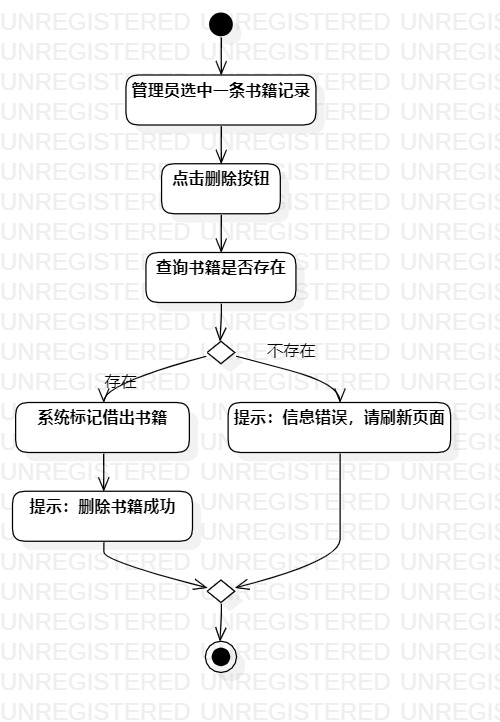 管理员选中一条书籍记录
点击删除按钮
查询书籍是否存在
不存在
存在
系统标记借出书籍
提示：信息错误，请刷新页面
提示：删除书籍成功
UNREGISTERED